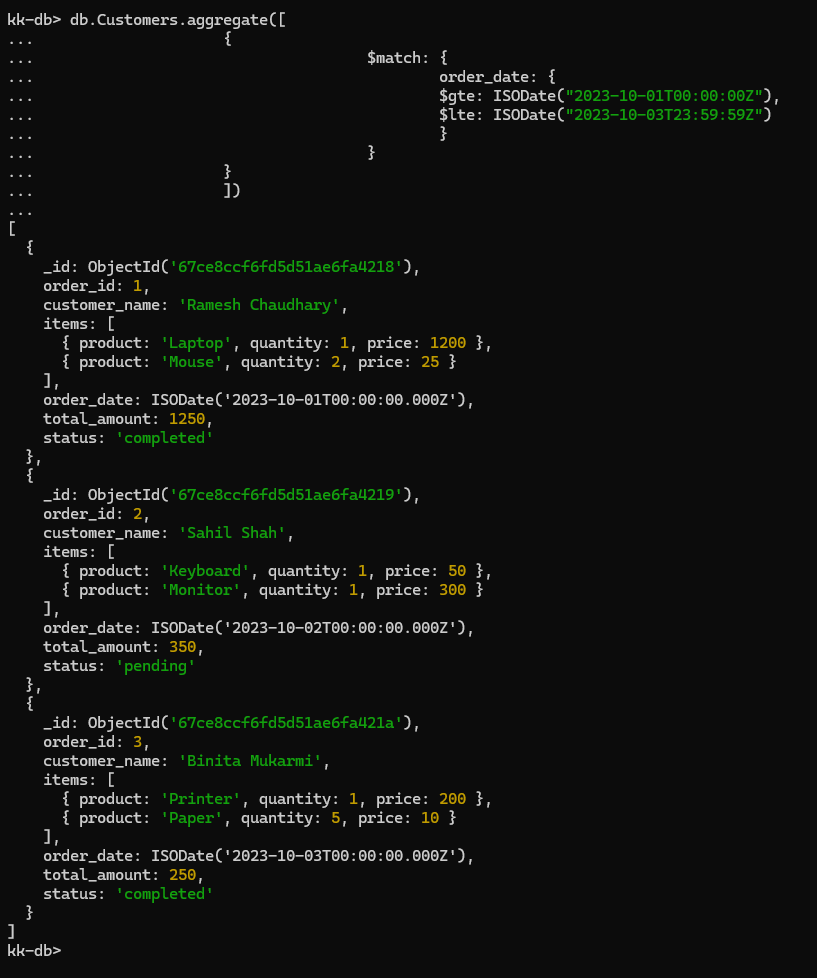 kk-db> db.Customers.aggregate([
... {
... $match: {
... order_date: {
... $gte: ISODate("2023-10-01T00:00:00Z"),
... $lte: ISODate("2023-10-03T23:59:59Z")
... }
... }
... }
... ])
...
[
{
_id: ObjectId('67ce8ccf6fd5d51ae6fa4218'),
order_id: 1,
customer_name: 'Ramesh Chaudhary',
items: [
{ product: 'Laptop', quantity: 1, price: 1200 },
{ product: 'Mouse', quantity: 2, price: 25 }
],
order_date: ISODate('2023-10-01T00:00:00.000Z'),
total_amount: 1250,
status: 'completed'
},
{
_id: ObjectId('67ce8ccf6fd5d51ae6fa4219'),
order_id: 2,
customer_name: 'Sahil Shah',
items: [
{ product: 'Keyboard', quantity: 1, price: 50 },
{ product: 'Monitor', quantity: 1, price: 300 }
],
order_date: ISODate('2023-10-02T00:00:00.000Z'),
total_amount: 350,
status: 'pending'
},
{
_id: ObjectId('67ce8ccf6fd5d51ae6fa421a'),
order_id: 3,
customer_name: 'Binita Mukarmi',
items: [
{ product: 'Printer', quantity: 1, price: 200 },
{ product: 'Paper', quantity: 5, price: 10 }
],
order_date: ISODate('2023-10-03T00:00:00.000Z'),
total_amount: 250,
status: 'completed'
}
]
kk-db>